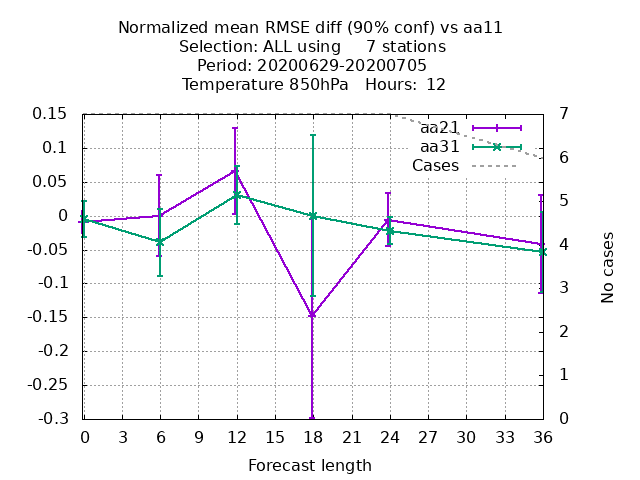 Normalized mean RMSE diff (90% conf) vs aa11
Selection: ALL using     7 stations
Period: 20200629-20200705
Temperature 850hPa   Hours:  12
0.15
0.1
0.05
0
-0.05
-0.1
-0.15
-0.2
-0.25
-0.3
aa21
aa31
Cases
7
6
5
4
3
2
1
0
No cases
0 3 6 9 12 15 18 21 24 27 30 33 36
Forecast length